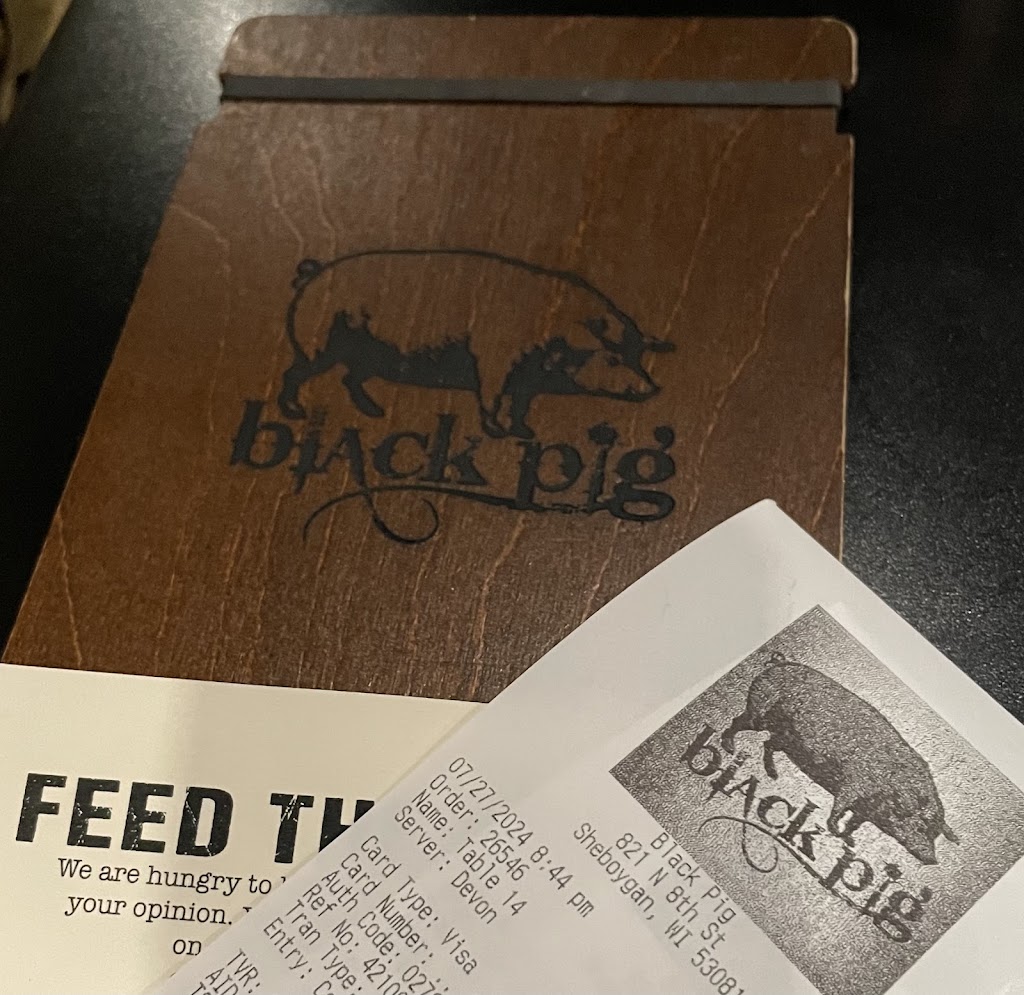 black pig
FEED
We are hungry to
your opinion.
on
black pig
Black Pig
821 N 8th St
Sheboygan, WI 53081
07/27/2024 8:44 pm
Order: 26546
Name: Table 14
Server: Devon
Card Type: Visa
Card Number:
Auth Code:
Ref No:
Tran Type:
Entry:
TVR: